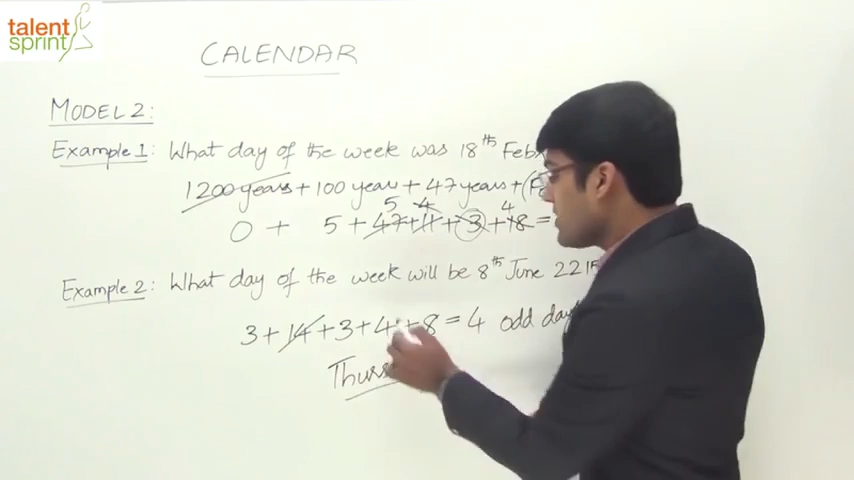 talent
sprint
CALENDAR
MODEL 2:
Example 1: What day of the week was 18th Feb
1200 years + 100 year + 47 years + (F
5 4 4
0 + 5 + 47 + 11 + 3 + 18 =
Example 2: What day of the week will be 8th June 2215
3 + 14 + 3 + 4 + 8 = 4 odd day
Thurs